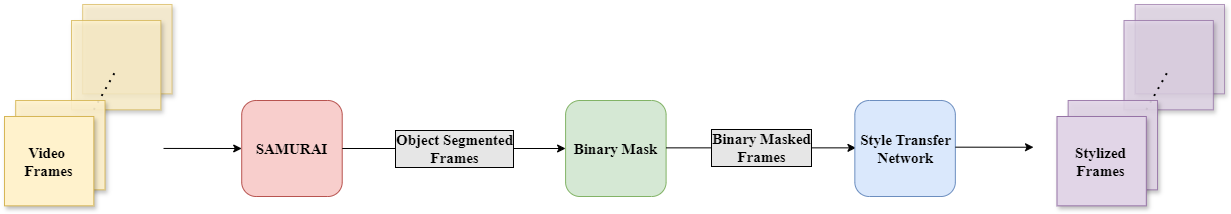 Video
Frames
SAMURAI
Object Segmented
Frames
Binary Mask
Binary Masked
Frames
Style Transfer
Network
Stylized
Frames